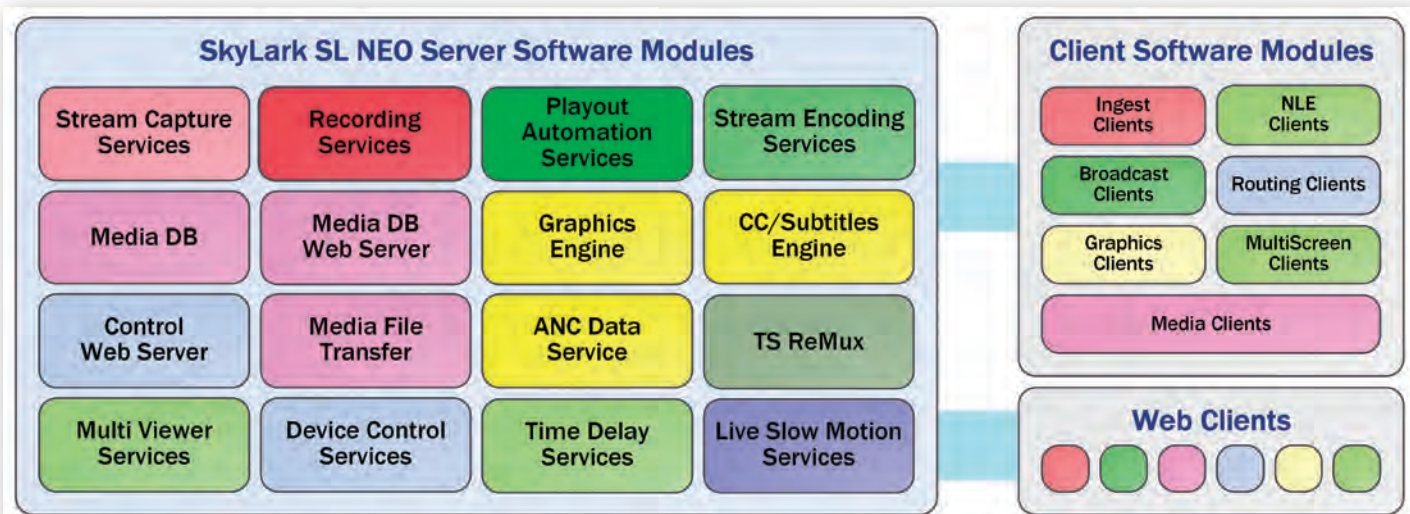 SkyLark SL NEO Server Software Modules
Stream Capture
Services
Recording
Services
Playout
Automation
Services
Stream Encoding
Services
Media DB
Media DB
Web Server
Graphics
Engine
CC/Subtitles
Engine
Control
Web Server
Media File
Transfer
ANC Data
Service
TS ReMux
Multi Viewer
Services
Device Control
Services
Time Delay
Services
Live Slow Motion
Services
Client Software Modules
Ingest
Clients
NLE
Clients
Broadcast
Clients
Routing Clients
Graphics
Clients
MultiScreen
Clients
Media Clients
Web Clients